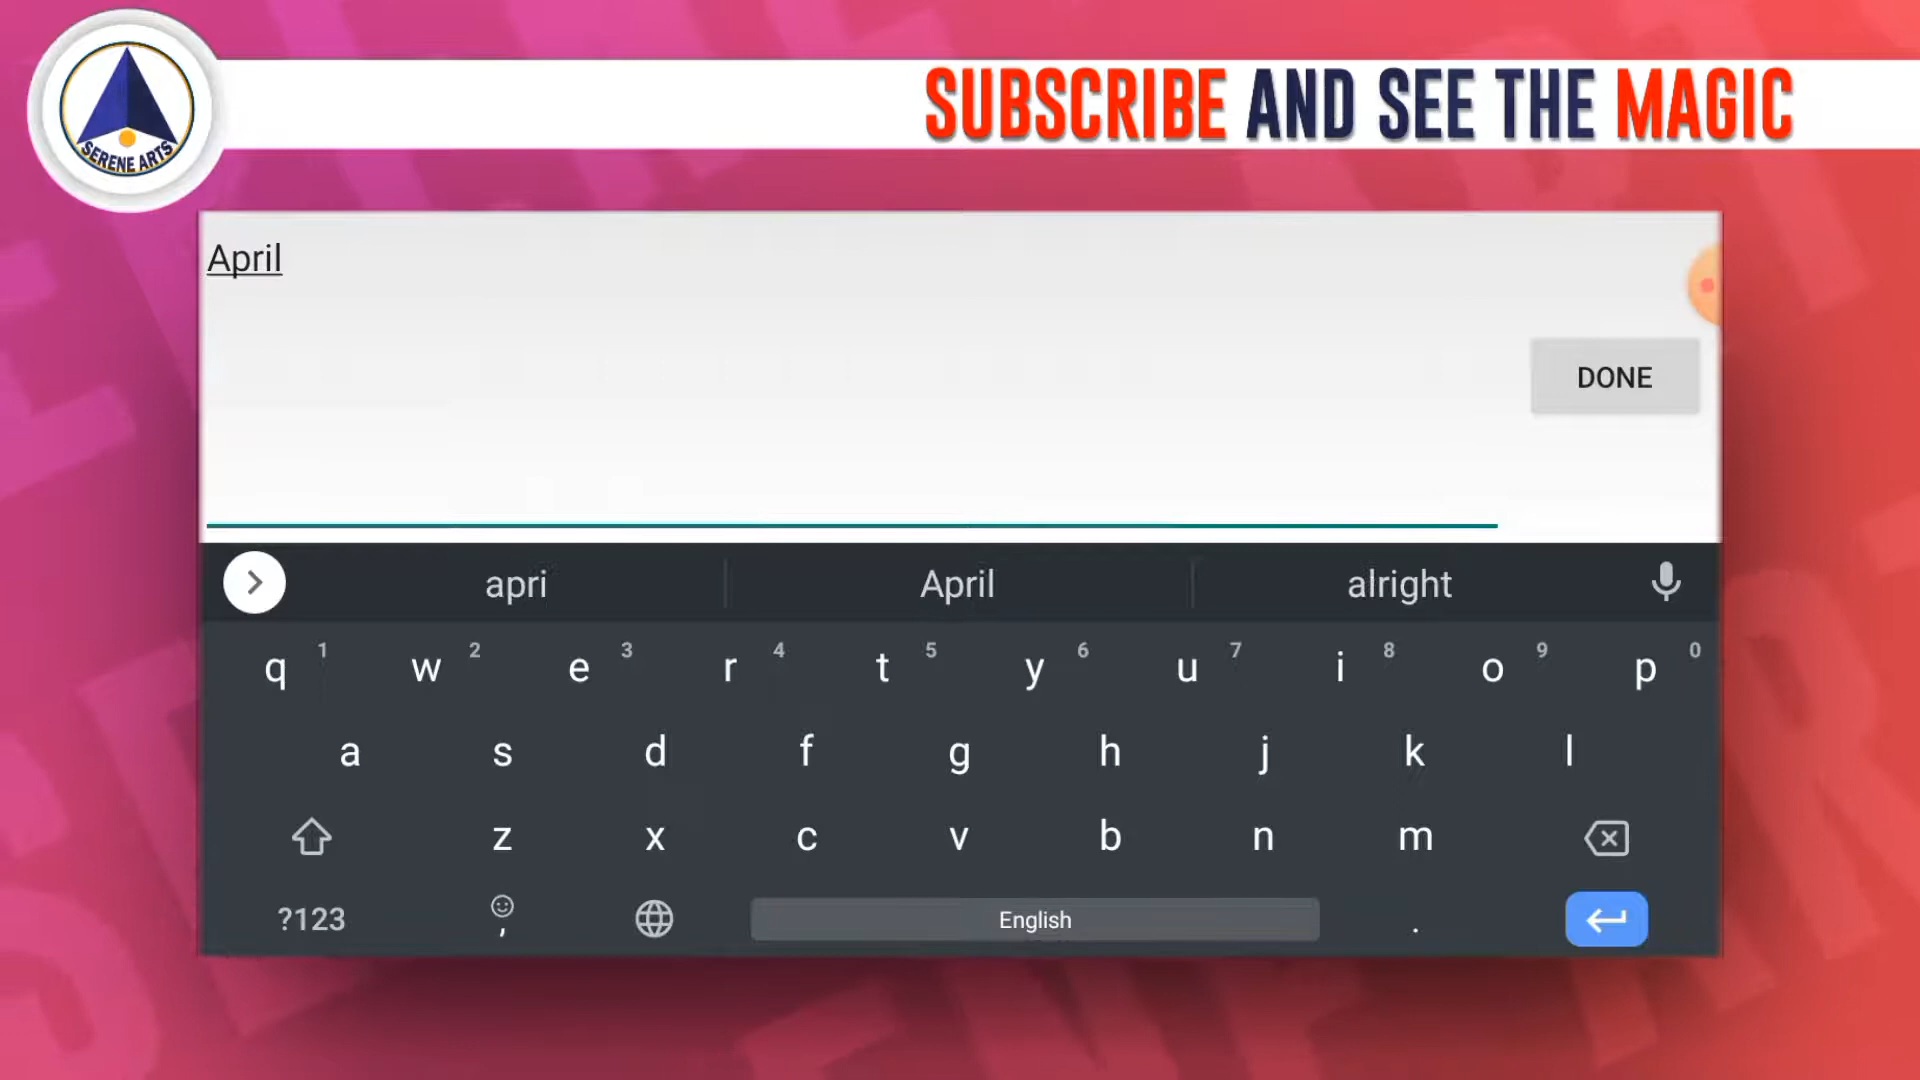 SUBSCRIBE AND SEE THE MAGIC
SERENE ARTS
April
DONE
apri April alright
q 1 w 2 e 3 r 4 t 5 y 6 u 7 i 8 o 9 p 0
a s d f g h j k l
z x c v b n m
?123 , English .